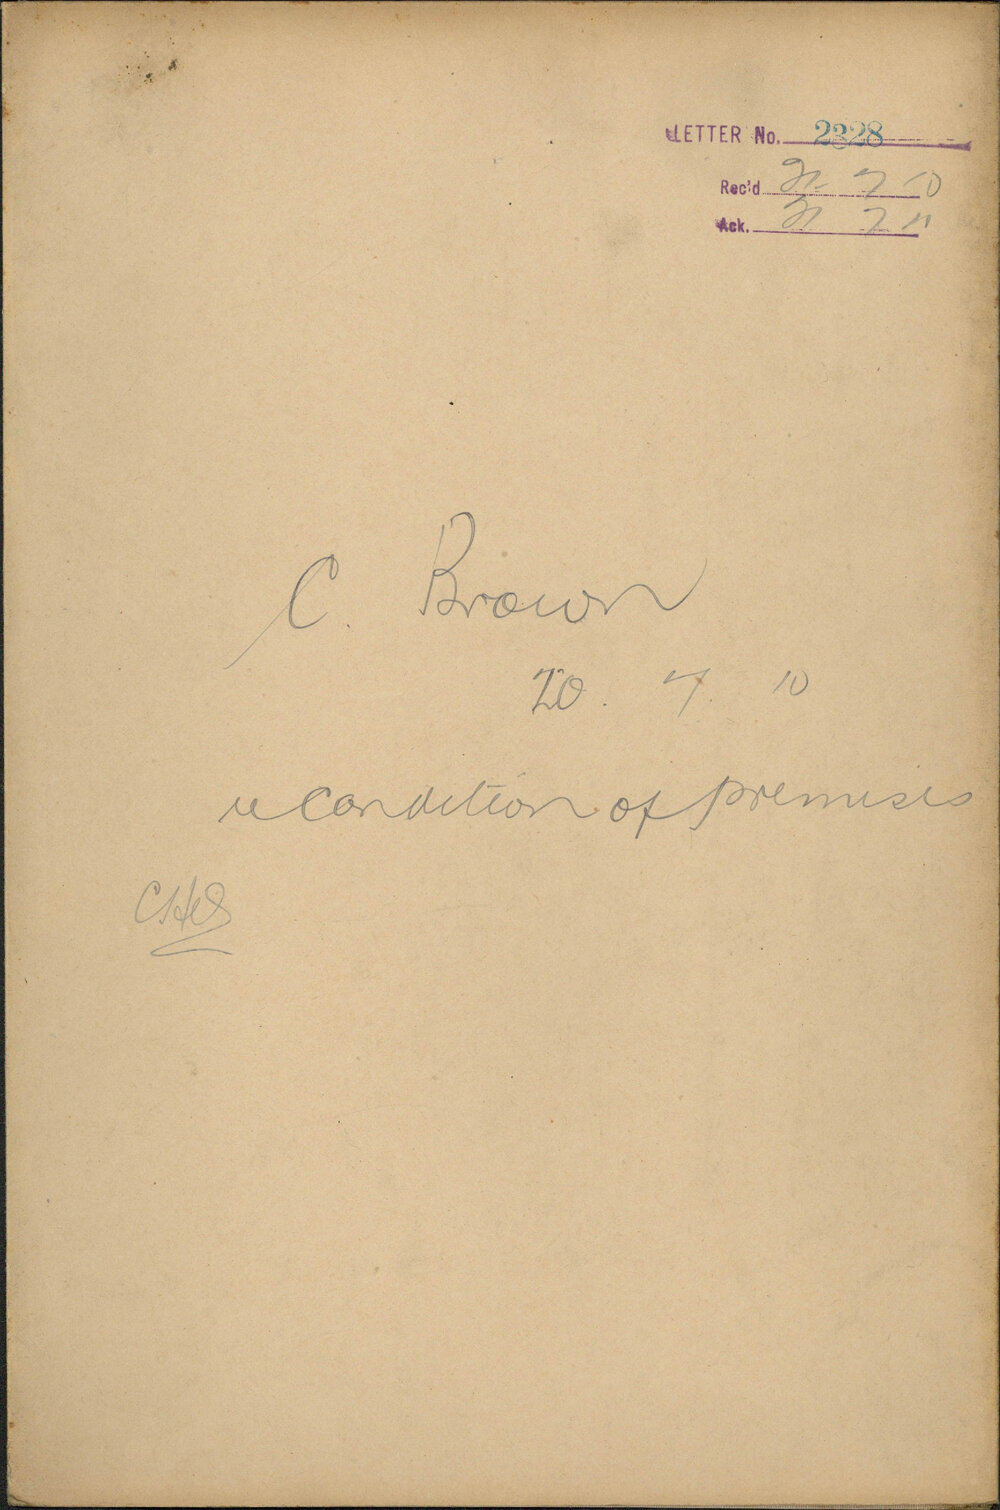 LETTER No. 2328
Rec'd 21. 7 10
Ack. 21 7 10
C. Brown
20. 7. 10
re condition of premises